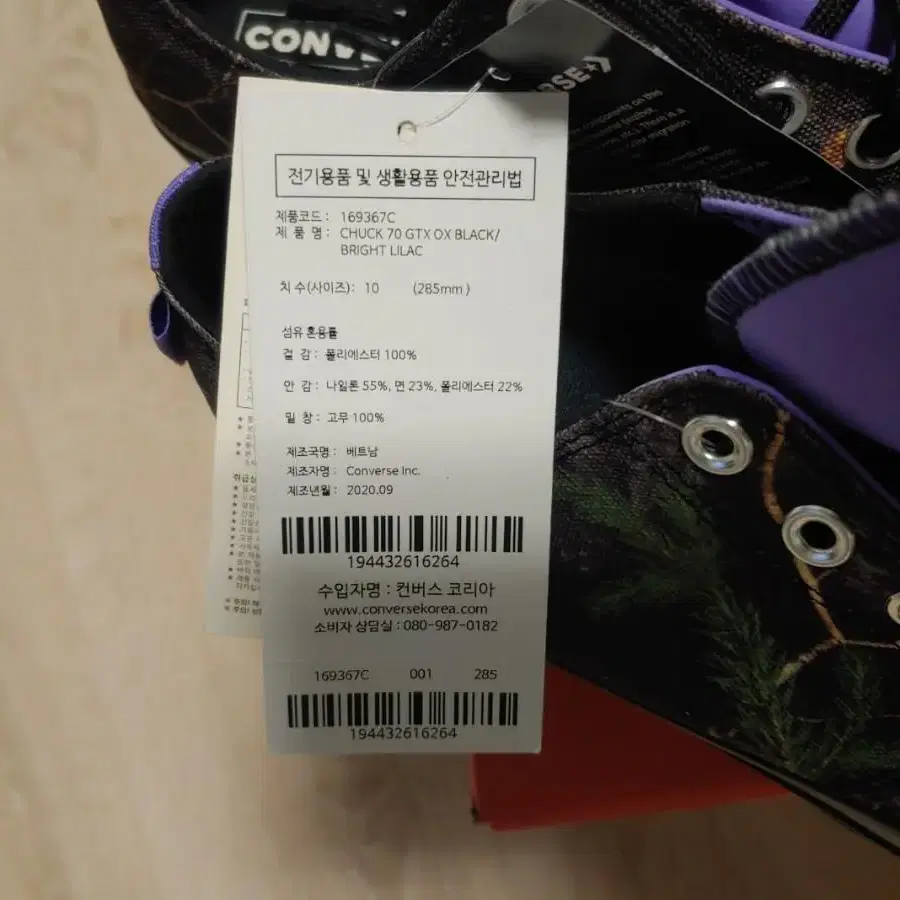 전기용품 및 생활용품 안전관리법
제품코드 : 169367C
제 품 명 : CHUCK 70 GTX OX BLACK/
BRIGHT LILAC
치 수(사이즈) : 10 (285mm)
섬유 혼용률
겉 감 : 폴리에스터 100%
안 감 : 나일론 55%, 면 23%, 폴리에스터 22%
밑 창 : 고무 100%
제조국명 : 베트남
제조자명 : Converse Inc.
제조년월 : 2020.09
194432616264
수입자명 : 컨버스 코리아
www.conversekorea.com
소비자 상담실 : 080-987-0182
169367C 001 285
194432616264
components on the
There is a
migration